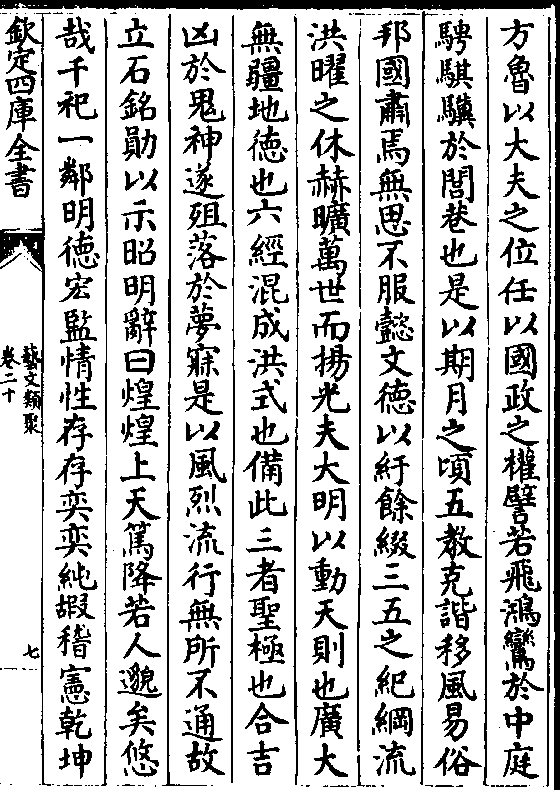 方魯以大夫之位任以國政之權譬若飛鴻鸞於中庭
騁騏驥於閭巷也是以期月之頃五教克諧移風易俗
邦國肅焉無思不服懿文德以紆餘綴三五之紀綱流
洪曜之休赫曠萬世而揚光夫大明以動天則也廣大
無疆地德也六經混成洪式也備此三者聖極也合吉
凶於鬼神遂殂落於夢寐是以風烈流行無所不通故
立石銘勛以示昭明辭曰煌煌上天篤降若人邈矣悠
哉千祀一鄰明德宏監情性存存奕奕純嘏稽憲乾坤
欽定四庫全書
藝文類聚
卷二十
七